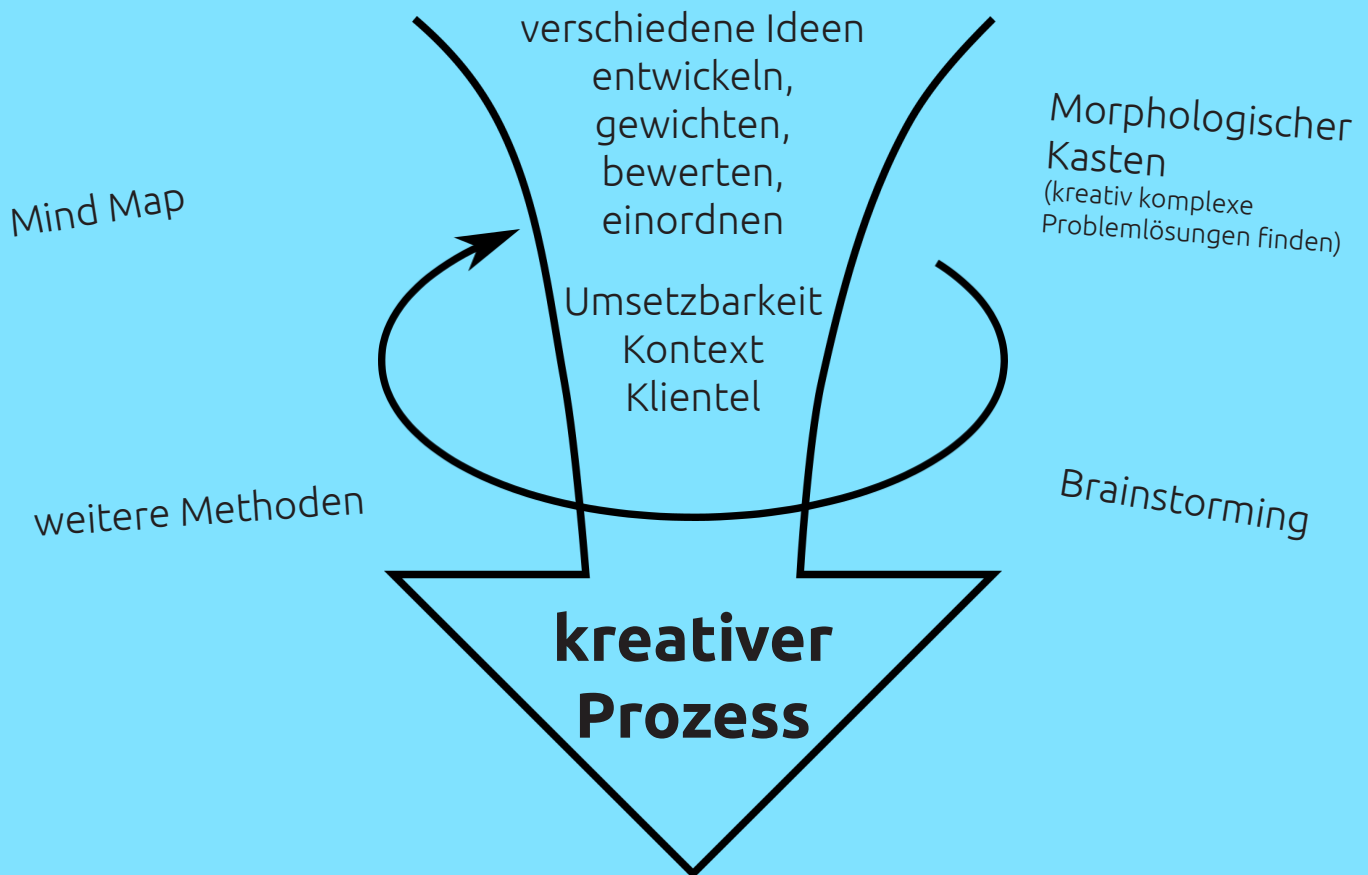 verschiedene Ideen
entwickeln,
gewichten,
bewerten,
einordnen
Umsetzbarkeit
Kontext
Klientel
Mind Map
weitere Methoden
Morphologischer
Kasten
(kreativ komplexe
Problemlösungen finden)
Brainstorming
kreativer
Prozess